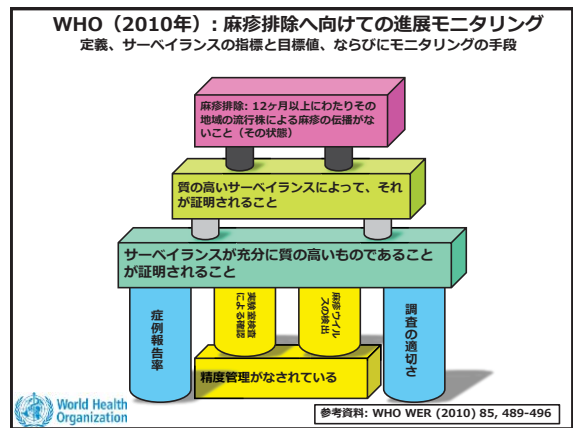 WHO（2010年）: 麻疹排除へ向けての進展モニタリング
定義、サーベイランスの指標と目標値、ならびにモニタリングの手段
麻疹排除: 12ヶ月以上にわたりその
地域の流行株による麻疹の伝播がな
いこと（その状態）
質の高いサーベイランスによって、それ
が証明されること
サーベイランスが充分に質の高いものであること
が証明されること
症例報告率
実験室検査
による確認
麻疹ウイル
スの検出
調査の適切さ
精度管理がなされている
World Health
Organization
参考資料: WHO WER (2010) 85, 489-496